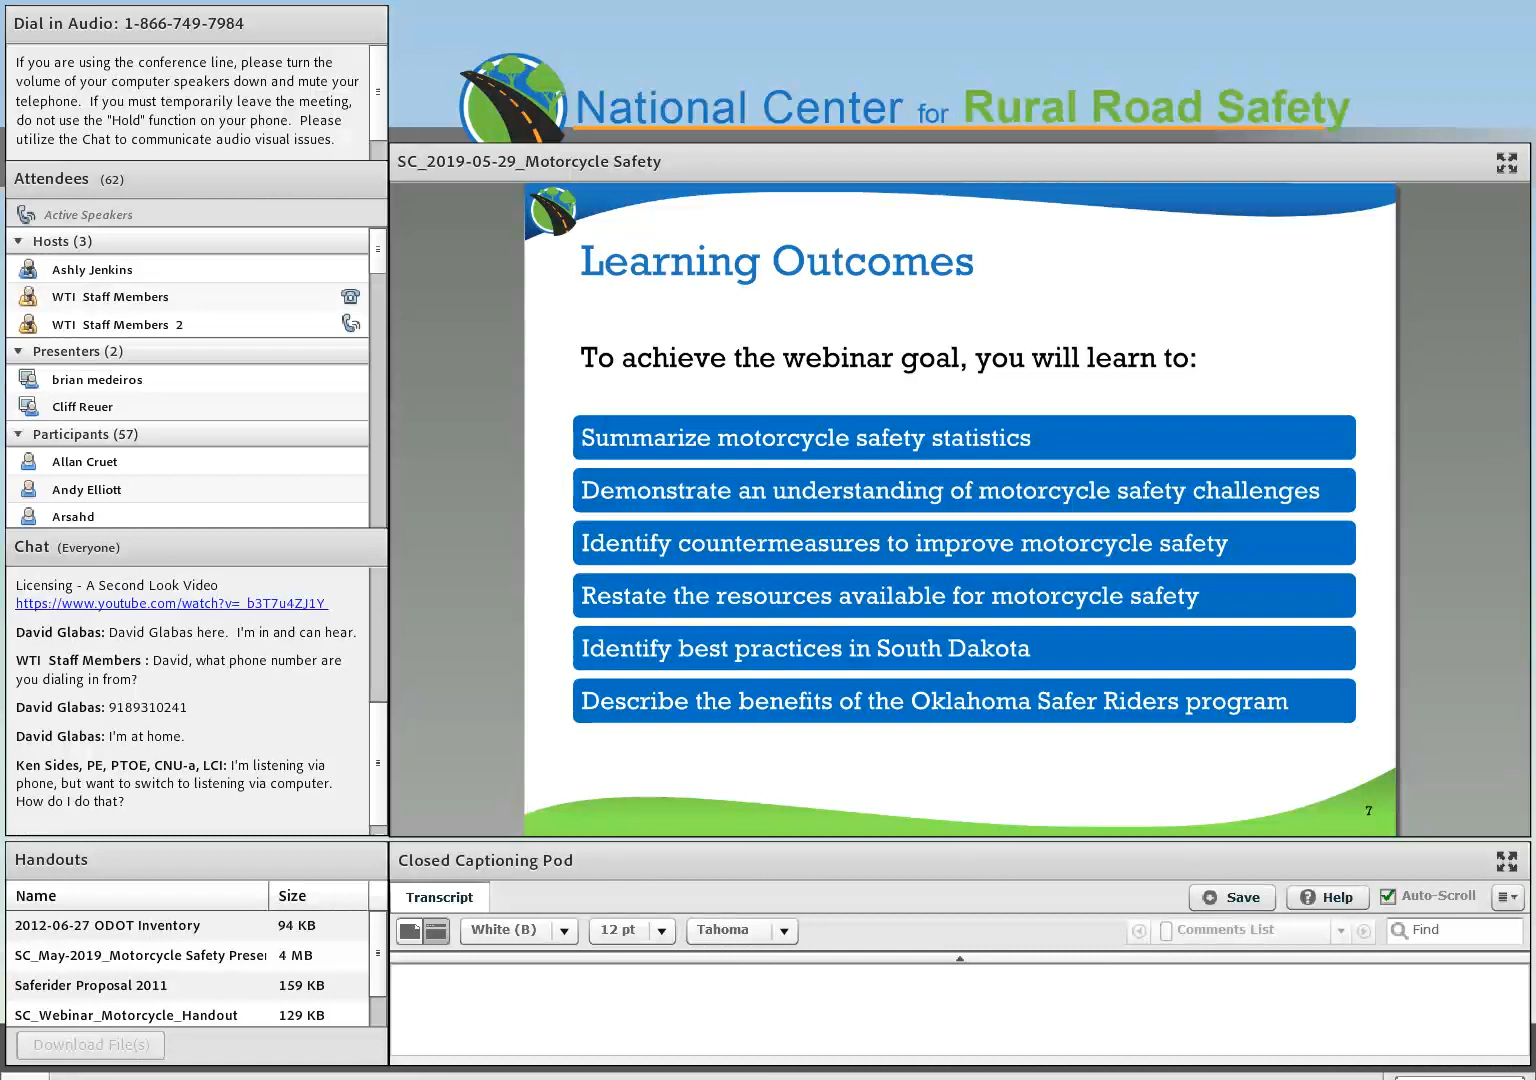 Dial in Audio: 1-866-749-7984
If you are using the conference line, please turn the
volume of your computer speakers down and mute your
telephone. If you must temporarily leave the meeting,
do not use the "Hold" function on your phone. Please
utilize the Chat to communicate audio visual issues.
Attendees (62)
Active Speakers
Hosts (3)
Ashly Jenkins
WTI Staff Members
WTI Staff Members 2
Presenters (2)
brian medeiros
Cliff Reuer
Participants (57)
Allan Cruet
Andy Elliott
Arsahd
Chat (Everyone)
Licensing - A Second Look Video
https://www.youtube.com/watch?v=_b3T7u4ZJ1Y
David Glabas: David Glabas here. I'm in and can hear.
WTI Staff Members : David, what phone number are
you dialing in from?
David Glabas: 9189310241
David Glabas: I'm at home.
Ken Sides, PE, PTOE, CNU-a, LCI: I'm listening via
phone, but want to switch to listening via computer.
How do I do that?
Handouts
Name Size
2012-06-27 ODOT Inventory 94 KB
SC_May-2019_Motorcycle Safety Preser 4 MB
Saferider Proposal 2011 159 KB
SC_Webinar_Motorcycle_Handout 129 KB
Download File(s)
National Center for Rural Road Safety
SC_2019-05-29_Motorcycle Safety
Learning Outcomes
To achieve the webinar goal, you will learn to:
Summarize motorcycle safety statistics
Demonstrate an understanding of motorcycle safety challenges
Identify countermeasures to improve motorcycle safety
Restate the resources available for motorcycle safety
Identify best practices in South Dakota
Describe the benefits of the Oklahoma Safer Riders program
7
Closed Captioning Pod
Transcript Save Help Auto-Scroll
White (B) 12 pt Tahoma Comments List Find